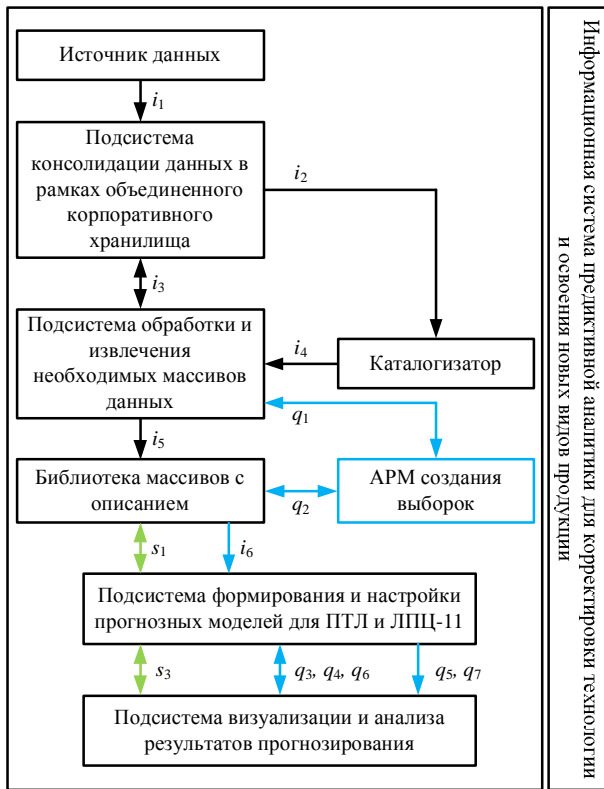 Источник данных
i1
Подсистема
консолидации данных в
рамках объединенного
корпоративного
хранилища
i2
i3
Подсистема обработки и
извлечения
необходимых массивов
данных
i4
Каталогизатор
q1
i5
Библиотека массивов с
описанием
q2
АРМ создания
выборок
s1
i6
Подсистема формирования и настройки
прогнозных моделей для ПТЛ и ЛПЦ-11
s3
q3, q4, q6
q5, q7
Подсистема визуализации и анализа
результатов прогнозирования
Информационная система предиктивной аналитики для корректировки технологии
и освоения новых видов продукции